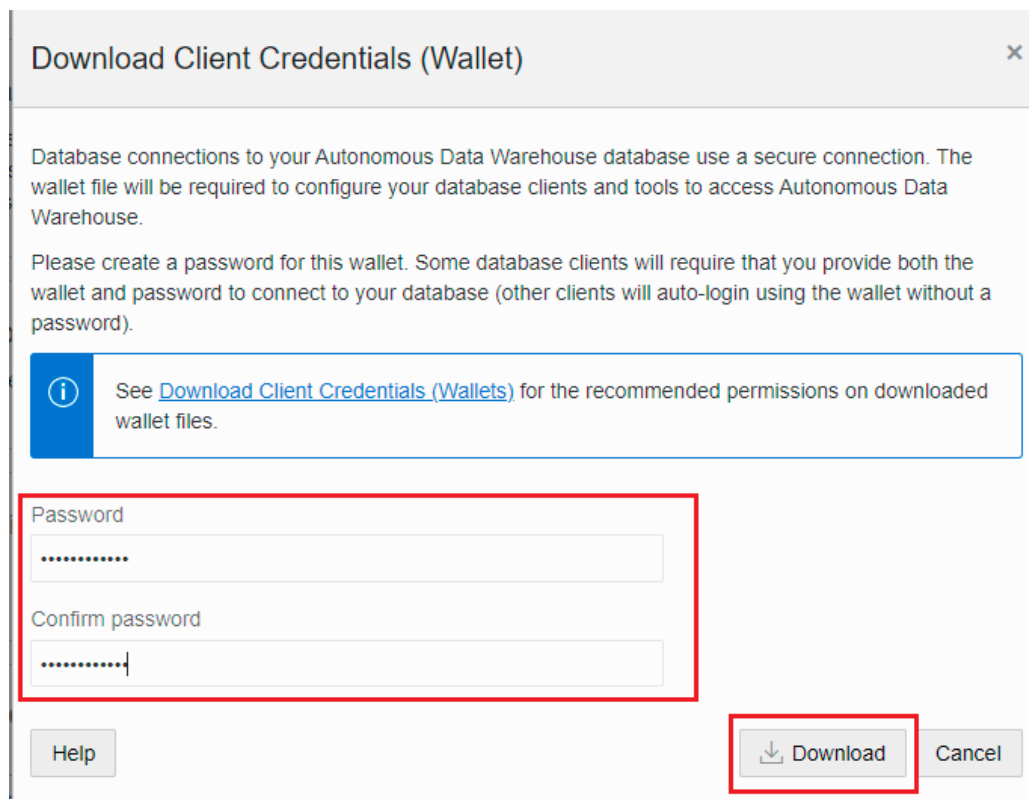 Download Client Credentials (Wallet)
×
Database connections to your Autonomous Data Warehouse database use a secure connection. The
wallet file will be required to configure your database clients and tools to access Autonomous Data
Warehouse.
Please create a password for this wallet. Some database clients will require that you provide both the
wallet and password to connect to your database (other clients will auto-login using the wallet without a
password).
See Download Client Credentials (Wallets) for the recommended permissions on downloaded
wallet files.
Password
••••••••••••
Confirm password
••••••••••••
Help
Download
Cancel